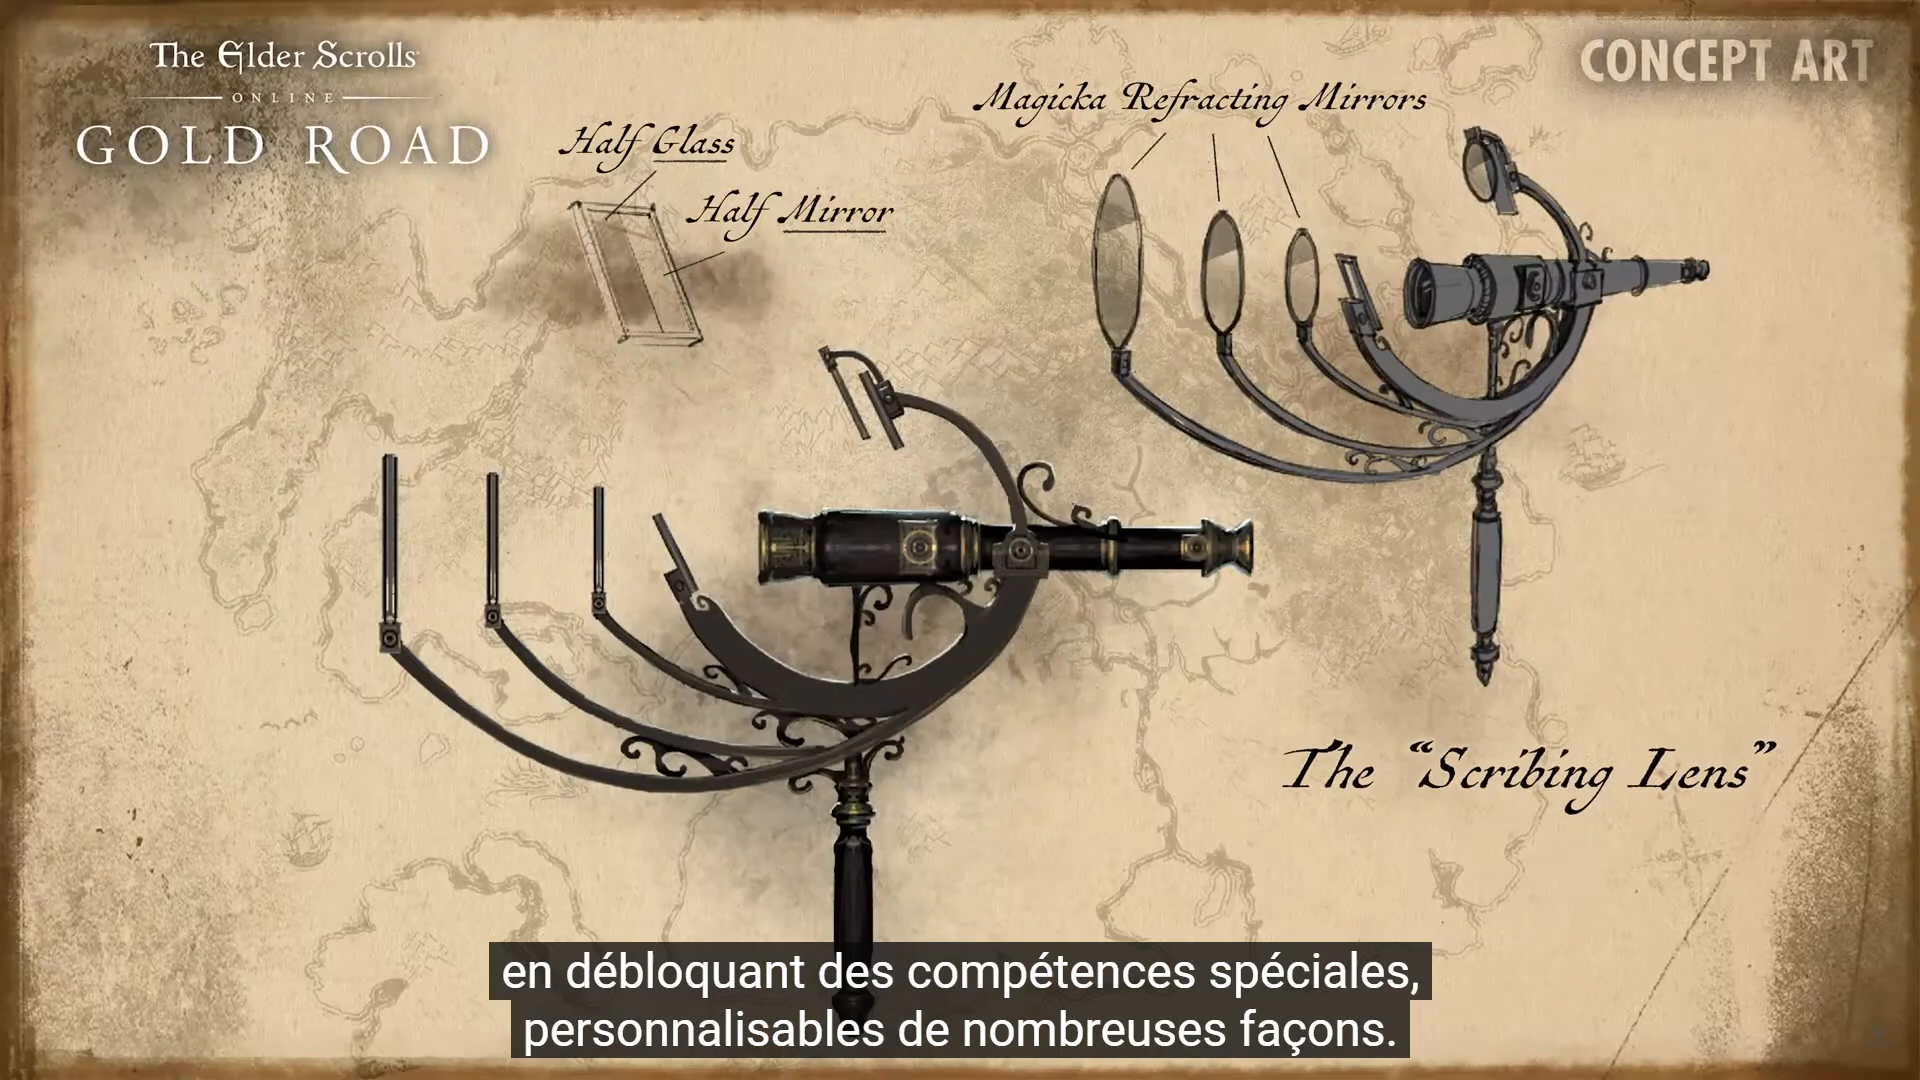 The Elder Scrolls
ONLINE
GOLD ROAD
CONCEPT ART
Magicka Refracting Mirrors
Half Glass
Half Mirror
The “Scribing Lens”
en débloquant des compétences spéciales,
personnalisables de nombreuses façons.